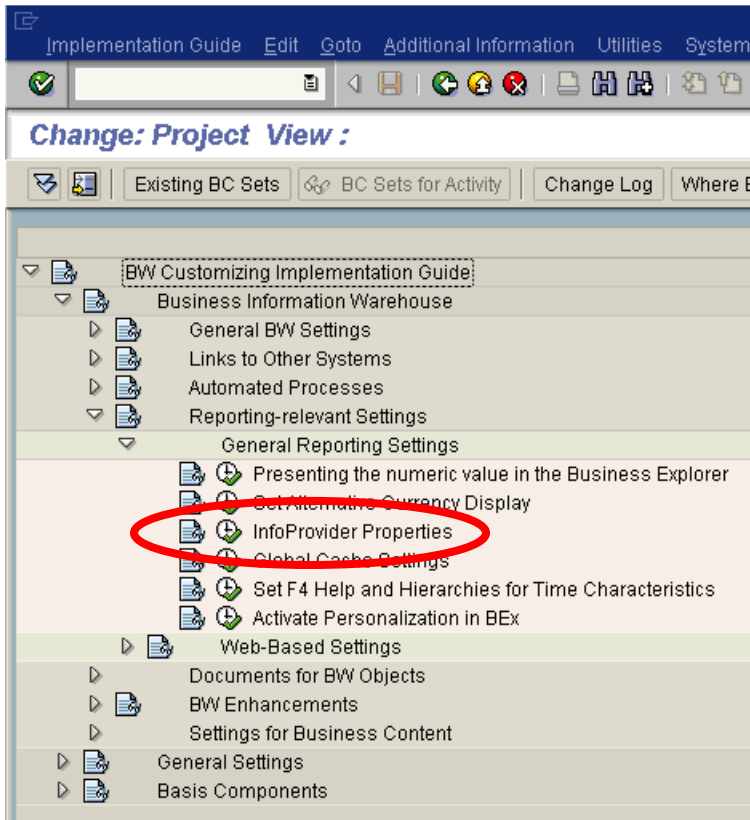 Implementation Guide Edit Goto Additional Information Utilities System
Change: Project View :
Existing BC Sets BC Sets for Activity Change Log Where
BW Customizing Implementation Guide
Business Information Warehouse
General BW Settings
Links to Other Systems
Automated Processes
Reporting-relevant Settings
General Reporting Settings
Presenting the numeric value in the Business Explorer
Set Alternative Currency Display
InfoProvider Properties
Global Cache Settings
Set F4 Help and Hierarchies for Time Characteristics
Activate Personalization in BEx
Web-Based Settings
Documents for BW Objects
BW Enhancements
Settings for Business Content
General Settings
Basis Components